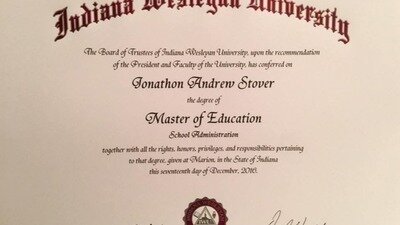 Indiana Wesleyan University
The Board of Trustees of Indiana Wesleyan University, upon the recommendation
of the President and Faculty of the University, has conferred on
Jonathon Andrew Stover
the degree of
Master of Education
School Administration
together with all the rights, honors, privileges, and responsibilities pertaining
to that degree, given at Marion, in the State of Indiana
this seventeenth day of December, 2016.
IWU